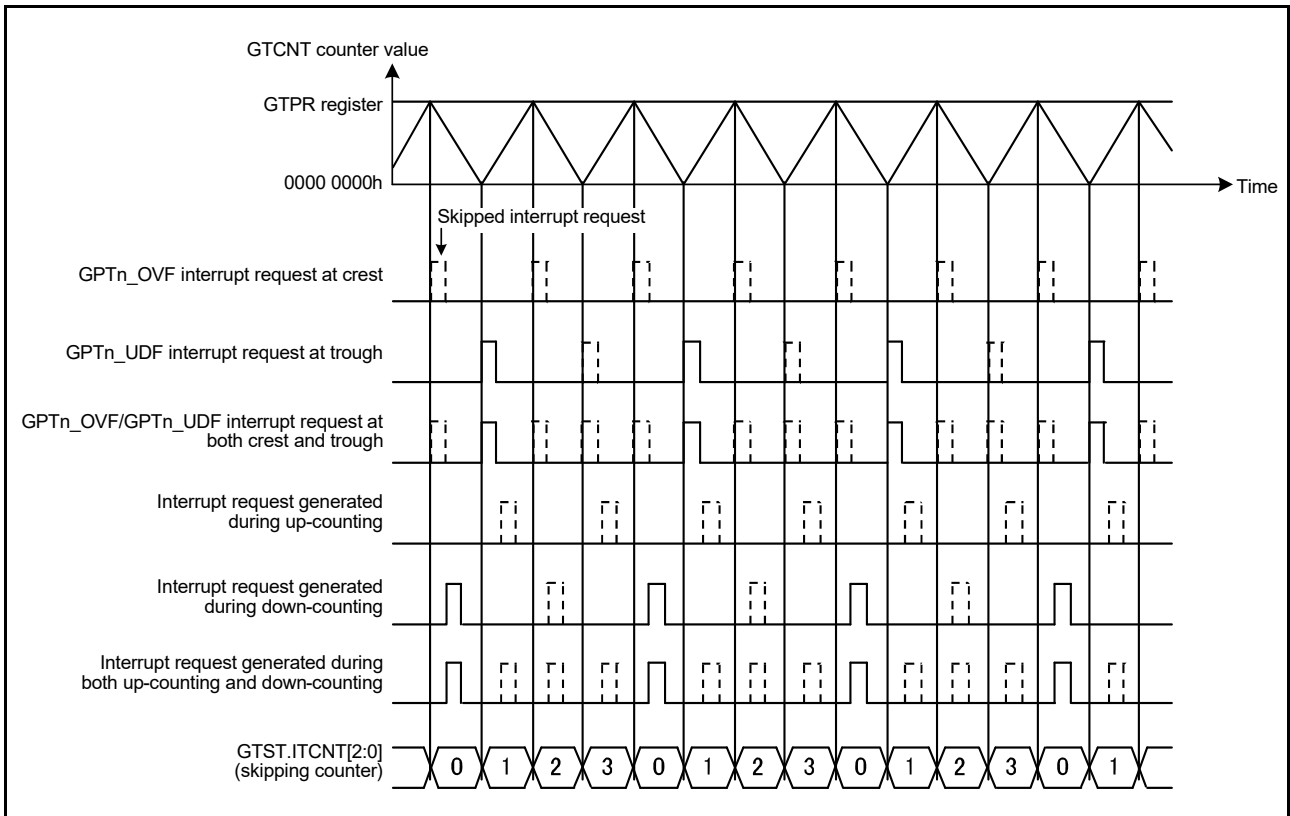 GTCNT counter value
GTPR register
0000 0000h
Time
Skipped interrupt request
GPTn_OVF interrupt request at crest
GPTn_UDF interrupt request at trough
GPTn_OVF/GPTn_UDF interrupt request at
both crest and trough
Interrupt request generated
during up-counting
Interrupt request generated
during down-counting
Interrupt request generated during
both up-counting and down-counting
GTST.ITCNT[2:0]
(skipping counter)
0 1 2 3 0 1 2 3 0 1 2 3 0 1